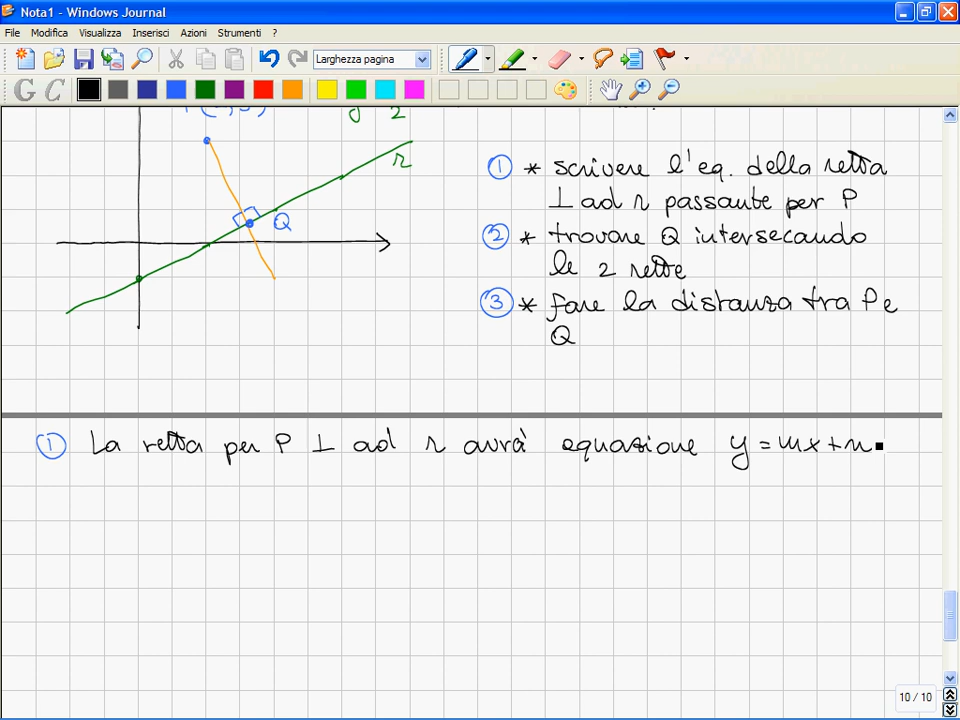 Nota1 - Windows Journal
File Modifica Visualizza Inserisci Azioni Strumenti ?
Larghezza pagina
G C
r
Q
① * scrivere l'eq. della retta
⊥ ad r passante per P
② * trovare Q intersecando
le 2 rette
③ * fare la distanza tra P e
Q
① La retta per P ⊥ ad r avrà equazione y = mx + n
10 / 10